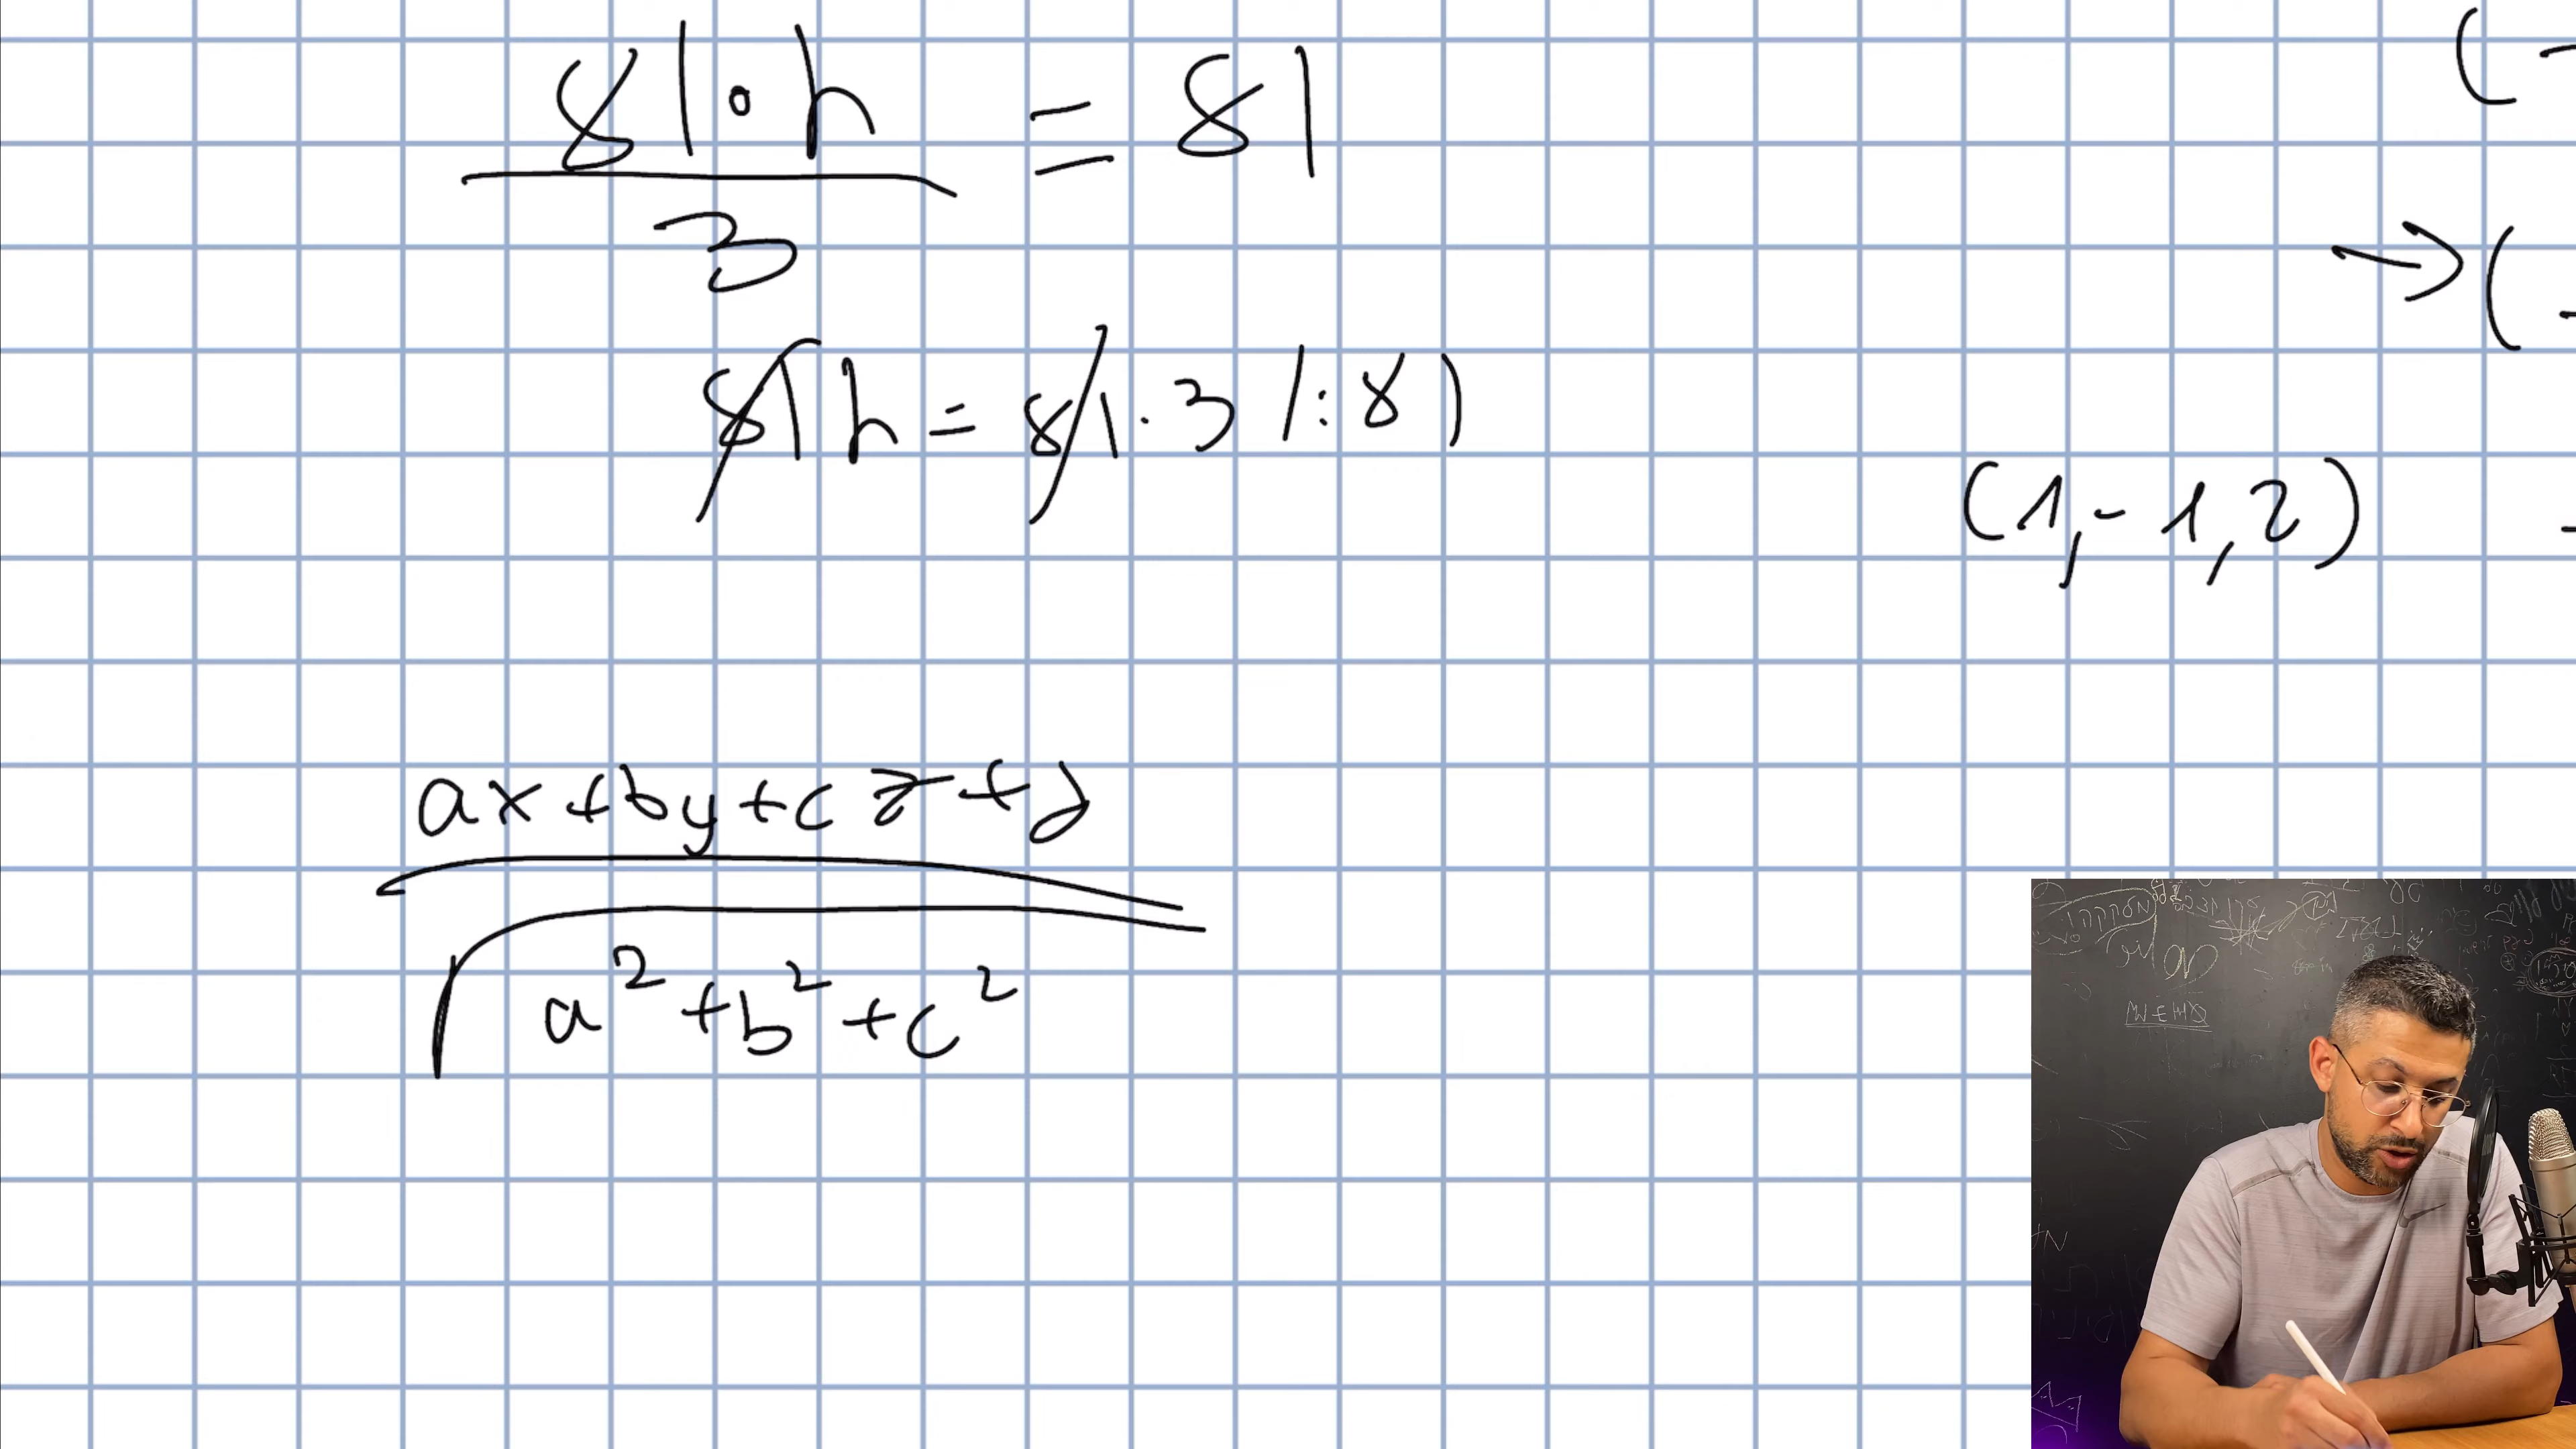 81·h / 3 = 81
81h = 81·3 /:81
(1,-1,2)
ax+by+cz+d
√a²+b²+c²